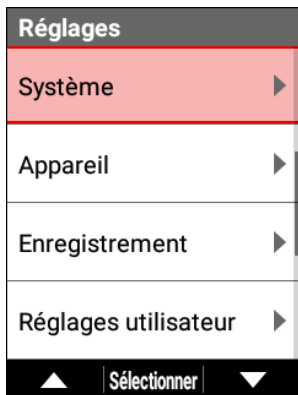 Réglages
Système
Appareil
Enregistrement
Réglages utilisateur
Sélectionner